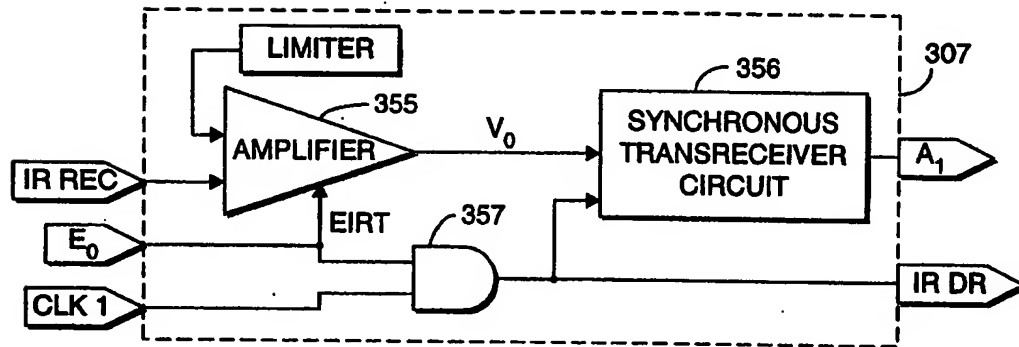 LIMITER
307
356
355
SYNCHRONOUS
TRANSRECEIVER
CIRCUIT
V0
AMPLIFIER
A1
IR REC
EIRT
357
E0
IR DR
CLK 1